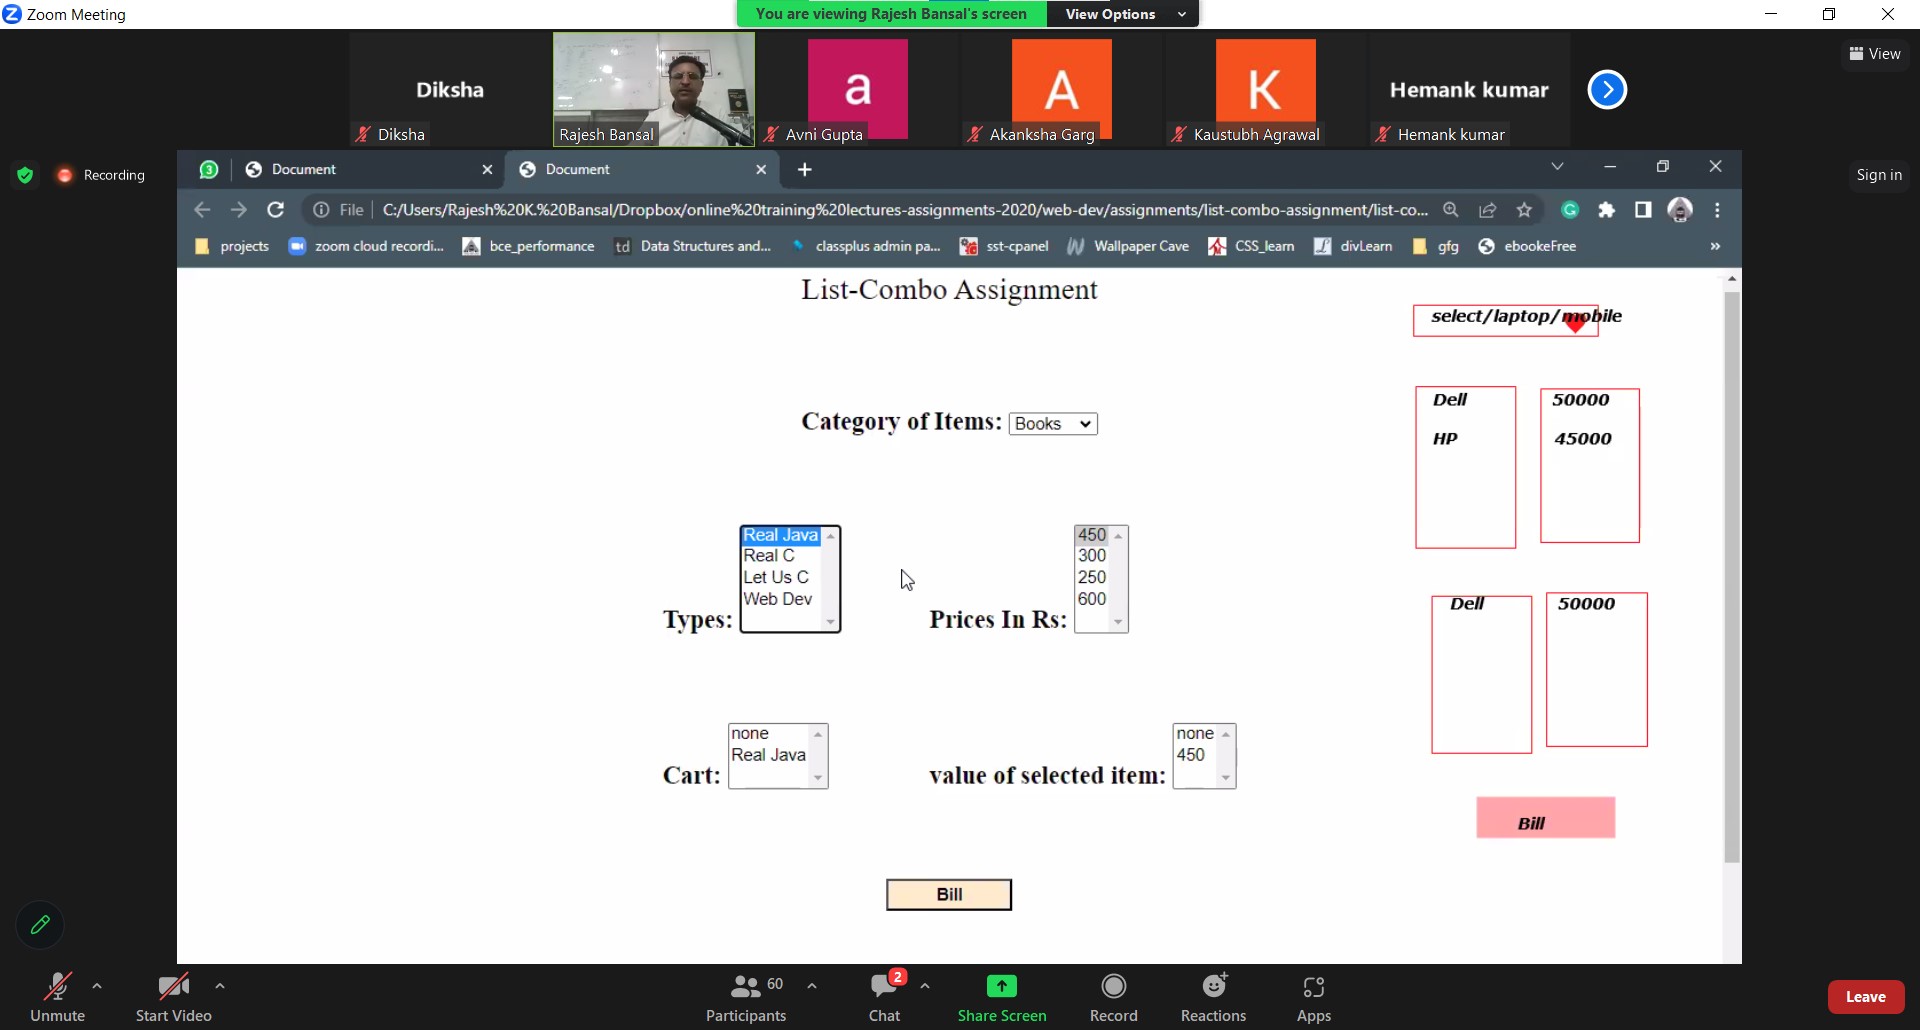 Zoom Meeting
You are viewing Rajesh Bansal's screen View Options
View
Diksha
Diksha
Rajesh Bansal
a
Avni Gupta
A
Akanksha Garg
K
Kaustubh Agrawal
Hemank kumar
Hemank kumar
Recording
Sign in
3 Document Document
File C:/Users/Rajesh%20K.%20Bansal/Dropbox/online%20training%20lectures-assignments-2020/web-dev/assignments/list-combo-assignment/list-co...
projects zoom cloud recordi... bce_performance td Data Structures and... classplus admin pa... sst-cpanel Wallpaper Cave CSS_learn divLearn gfg ebookeFree »
List-Combo Assignment
select/laptop/mobile
Category of Items: Books
Dell 50000
HP 45000
Types:
Real Java
Real C
Let Us C
Web Dev
Prices In Rs:
450
300
250
600
Dell 50000
Cart:
none
Real Java
value of selected item:
none
450
Bill
Bill
Unmute Start Video Participants 60 Chat 2 Share Screen Record Reactions Apps Leave